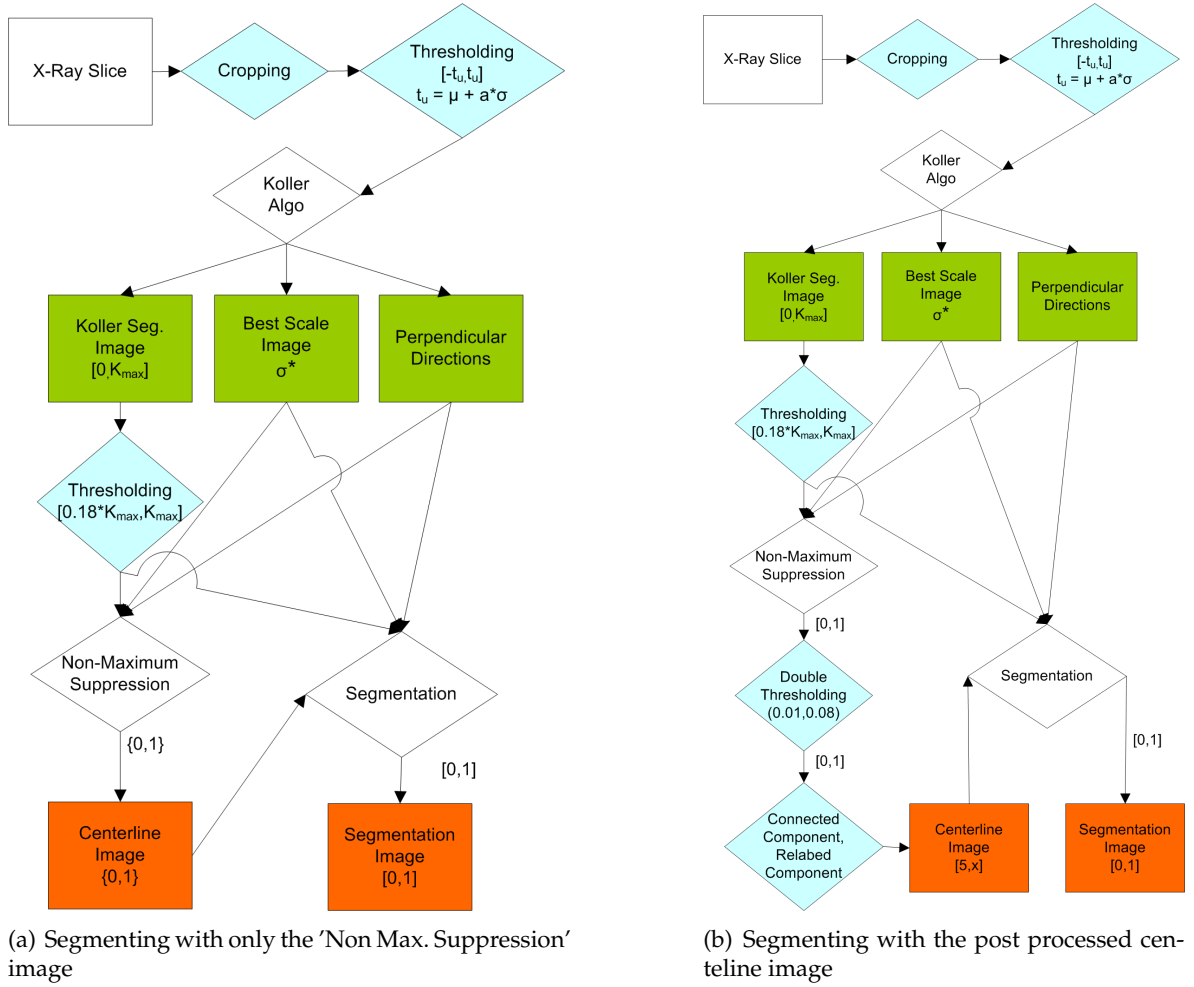 X-Ray Slice
Cropping
Thresholding
[-tᵤ,tᵤ]
tᵤ = μ + a*σ
Koller
Algo
Koller Seg.
Image
[0,Kₘₐₓ]
Best Scale
Image
σ*
Perpendicular
Directions
Thresholding
[0.18*Kₘₐₓ,Kₘₐₓ]
Non-Maximum
Suppression
Segmentation
{0,1}
[0,1]
Centerline
Image
{0,1}
Segmentation
Image
[0,1]
(a) Segmenting with only the ’Non Max. Suppression’
image
X-Ray Slice
Cropping
Thresholding
[-tᵤ,tᵤ]
tᵤ = μ + a*σ
Koller
Algo
Koller Seg.
Image
[0,Kₘₐₓ]
Best Scale
Image
σ*
Perpendicular
Directions
Thresholding
[0.18*Kₘₐₓ,Kₘₐₓ]
Non-Maximum
Suppression
[0,1]
Double
Thresholding
(0.01,0.08)
Segmentation
[0,1]
[0,1]
Connected
Component,
Relabed
Component
Centerline
Image
[5,x]
Segmentation
Image
[0,1]
(b) Segmenting with the post processed cen-
teline image